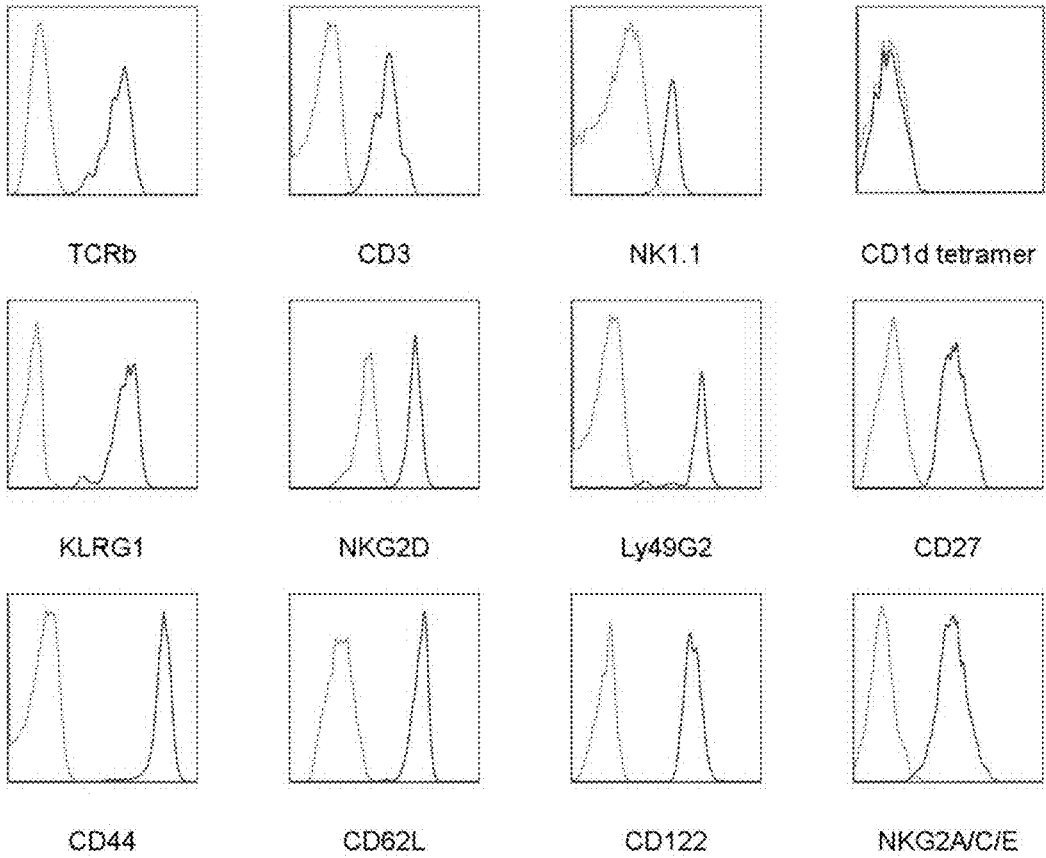 TCRb CD3 NK1.1 CD1d tetramer
KLRG1 NKG2D Ly49G2 CD27
CD44 CD62L CD122 NKG2A/C/E